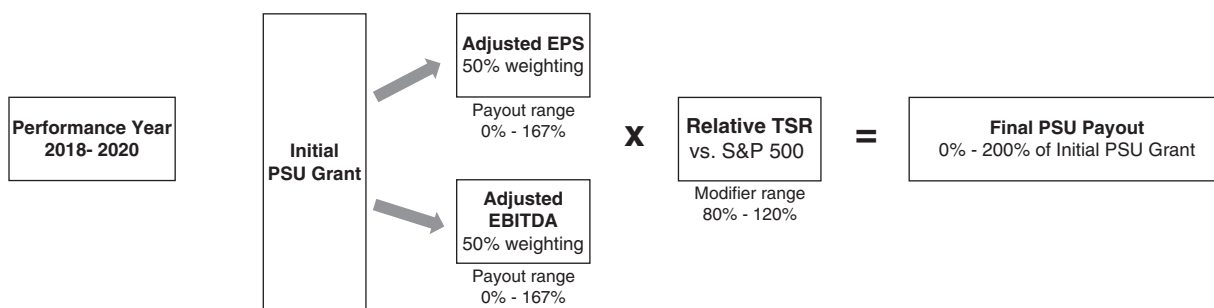 Performance Year
2018- 2020
Initial
PSU Grant
Adjusted EPS
50% weighting
Payout range
0% - 167%
Adjusted
EBITDA
50% weighting
Payout range
0% - 167%
x
Relative TSR
vs. S&P 500
Modifier range
80% - 120%
=
Final PSU Payout
0% - 200% of Initial PSU Grant